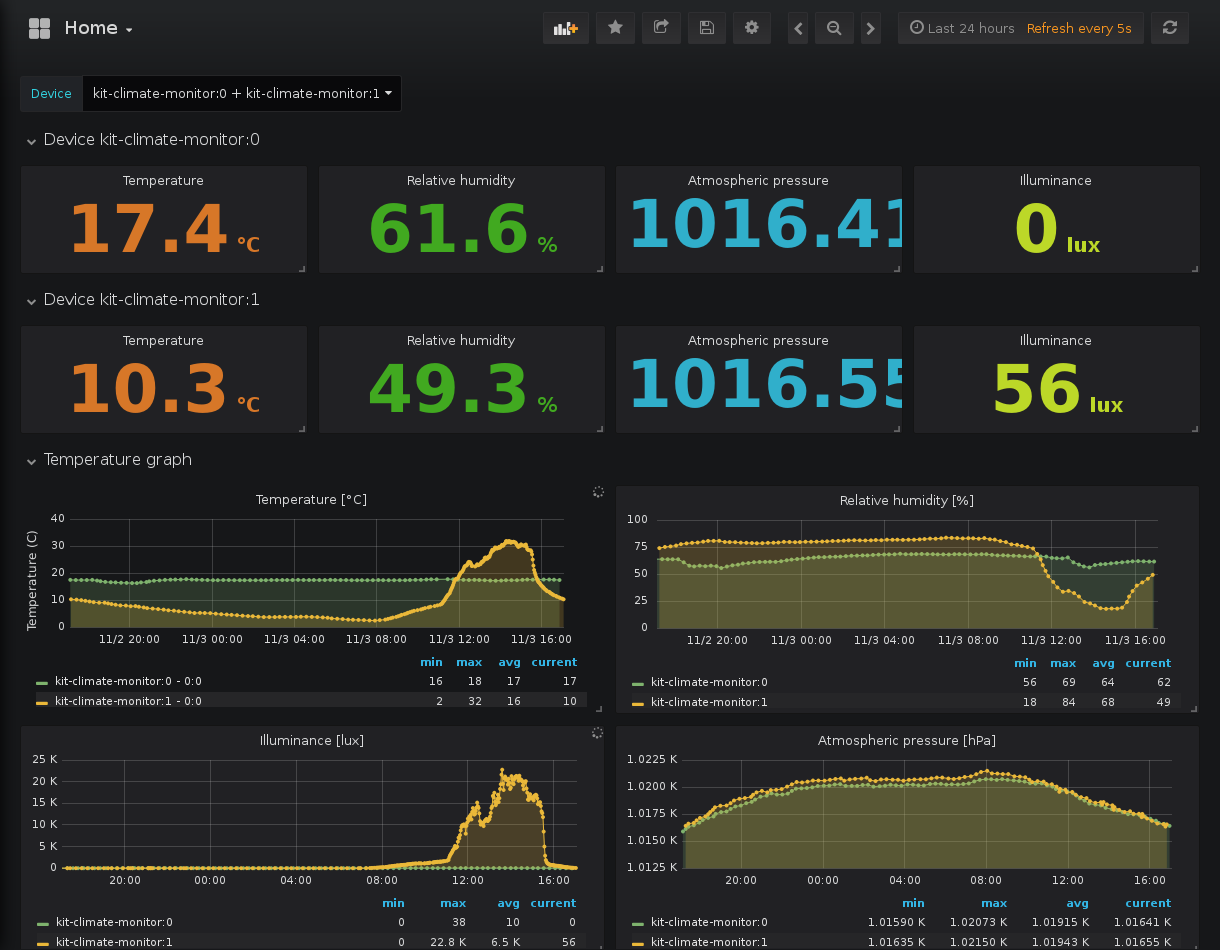 Home
Last 24 hours Refresh every 5s
Device kit-climate-monitor:0 + kit-climate-monitor:1
Device kit-climate-monitor:0
Temperature Relative humidity Atmospheric pressure Illuminance
17.4 °C 61.6 % 1016.41 0 lux
Device kit-climate-monitor:1
Temperature Relative humidity Atmospheric pressure Illuminance
10.3 °C 49.3 % 1016.55 56 lux
Temperature graph
Temperature [°C]
Temperature (C)
40
30
20
10
0
11/2 20:00 11/3 00:00 11/3 04:00 11/3 08:00 11/3 12:00 11/3 16:00
min max avg current
kit-climate-monitor:0 - 0:0 16 18 17 17
kit-climate-monitor:1 - 0:0 2 32 16 10
Relative humidity [%]
100
75
50
25
0
11/2 20:00 11/3 00:00 11/3 04:00 11/3 08:00 11/3 12:00 11/3 16:00
min max avg current
kit-climate-monitor:0 56 69 64 62
kit-climate-monitor:1 18 84 68 49
Illuminance [lux]
25 K
20 K
15 K
10 K
5 K
0
20:00 00:00 04:00 08:00 12:00 16:00
min max avg current
kit-climate-monitor:0 0 38 10 0
kit-climate-monitor:1 0 22.8 K 6.5 K 56
Atmospheric pressure [hPa]
1.0225 K
1.0200 K
1.0175 K
1.0150 K
1.0125 K
20:00 00:00 04:00 08:00 12:00 16:00
min max avg current
kit-climate-monitor:0 1.01590 K 1.02073 K 1.01915 K 1.01641 K
kit-climate-monitor:1 1.01635 K 1.02150 K 1.01943 K 1.01655 K